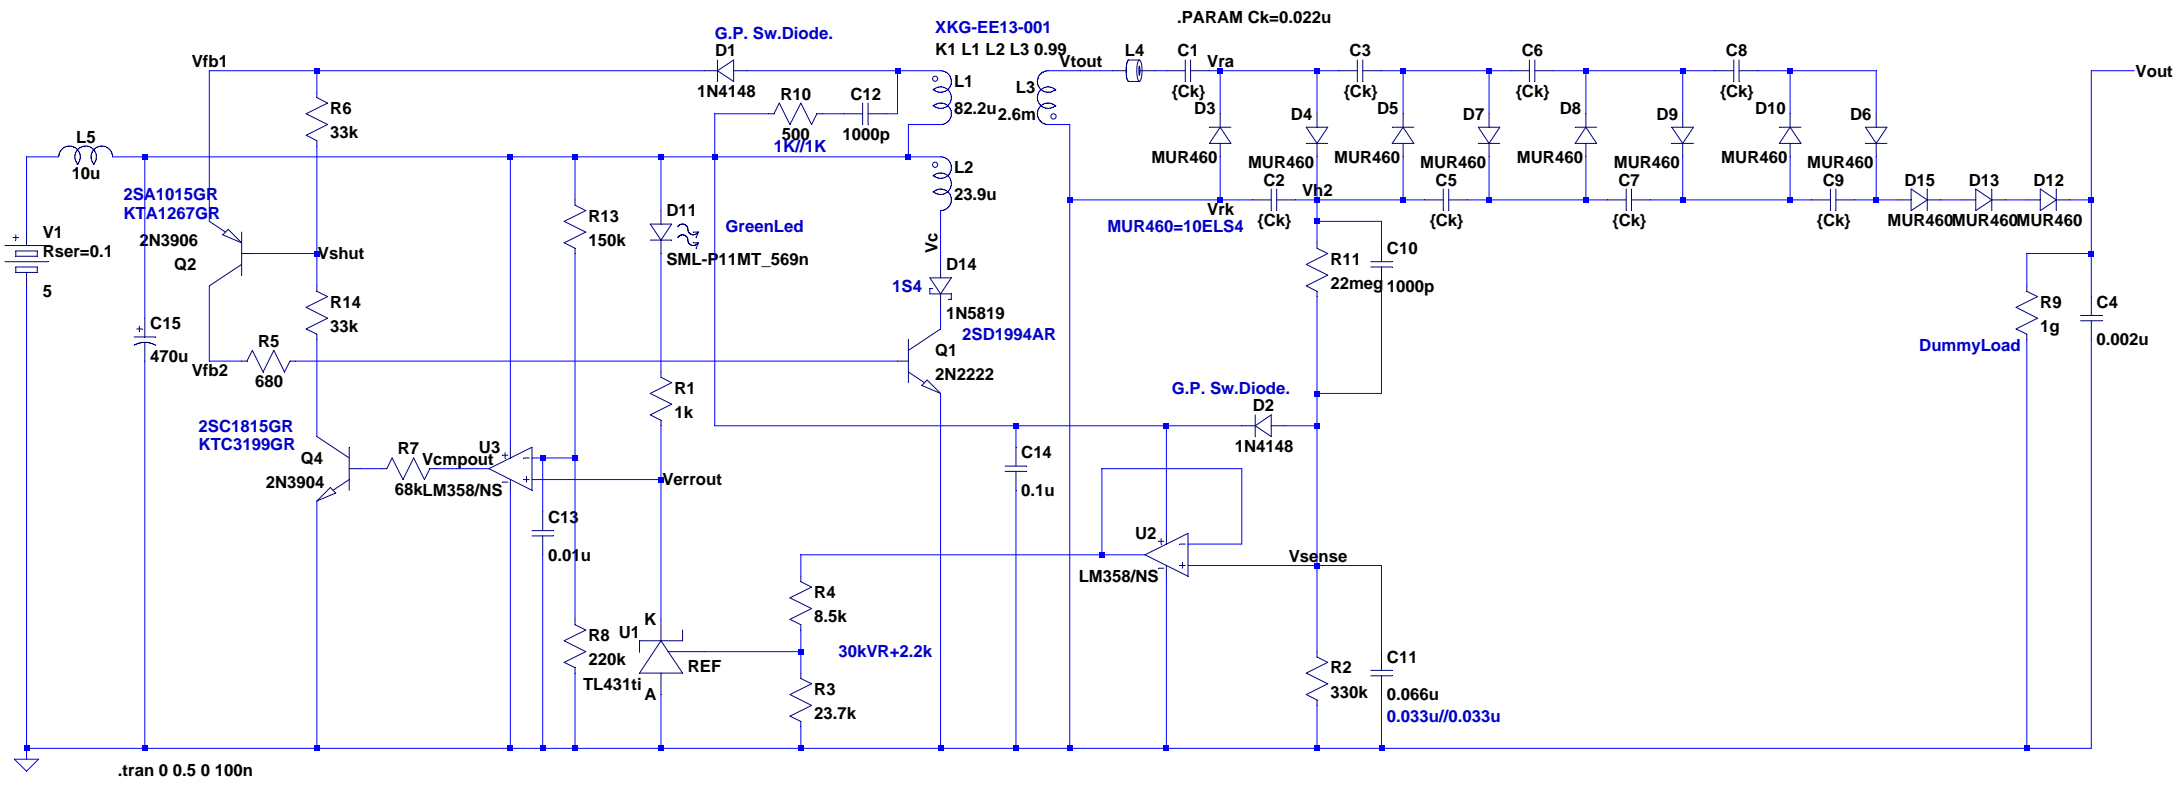 .PARAM Ck=0.022u
XKG-EE13-001
K1 L1 L2 L3 0.99
G.P. Sw.Diode.
D1
1N4148
Vfb1
R6
33k
R10
500
1K//1K
C12
1000p
L1
82.2u
L3
2.6m
Vtout
L4
C1
{Ck}
Vra
C3
{Ck}
C6
{Ck}
C8
{Ck}
Vout
D3
MUR460
D4
MUR460
D5
MUR460
D7
MUR460
D8
MUR460
D9
MUR460
D10
MUR460
D6
MUR460
L5
10u
L2
23.9u
2SA1015GR
KTA1267GR
2N3906
Q2
V1
Rser=0.1
5
Vshut
R13
150k
D11
GreenLed
SML-P11MT_569n
Vc
D14
1S4
1N5819
2SD1994AR
C2
{Ck}
Vh2
Vrk
MUR460=10ELS4
C5
{Ck}
C7
{Ck}
C9
{Ck}
D15
MUR460
D13
MUR460
D12
MUR460
R11
22meg
C10
1000p
R9
1g
DummyLoad
C4
0.002u
R14
33k
C15
470u
Vfb2
R5
680
Q1
2N2222
R1
1k
G.P. Sw.Diode.
D2
1N4148
2SC1815GR
KTC3199GR
Q4
2N3904
R7
68k
Vcmpout
U3
LM358/NS
Verrout
C14
0.1u
C13
0.01u
U2
LM358/NS
Vsense
R4
8.5k
K
U1
REF
A
TL431ti
R8
220k
30kVR+2.2k
R3
23.7k
R2
330k
C11
0.066u
0.033u//0.033u
.tran 0 0.5 0 100n